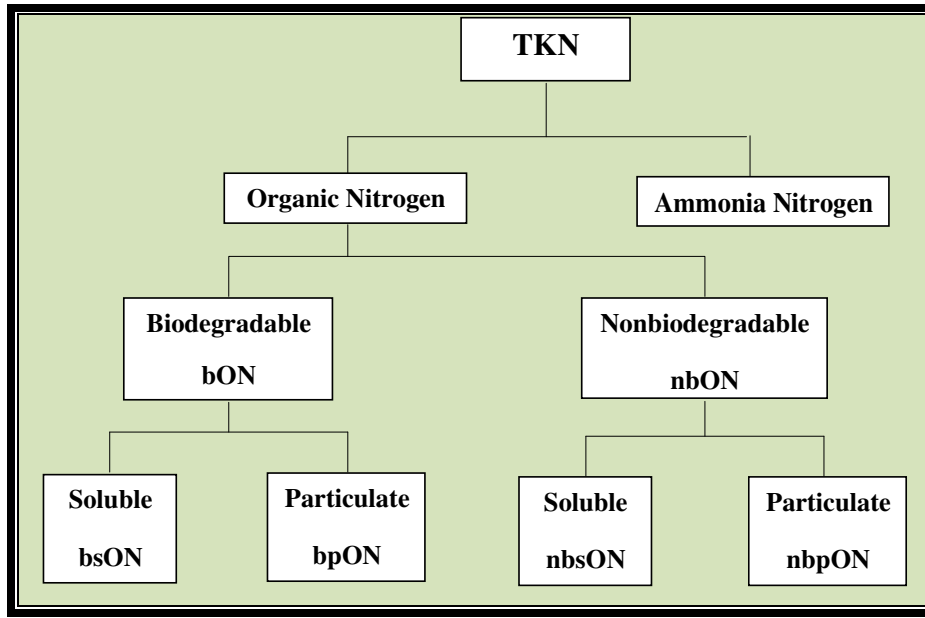 TKN
Organic Nitrogen
Ammonia Nitrogen
Biodegradable
bON
Nonbiodegradable
nbON
Soluble
bsON
Particulate
bpON
Soluble
nbsON
Particulate
nbpON